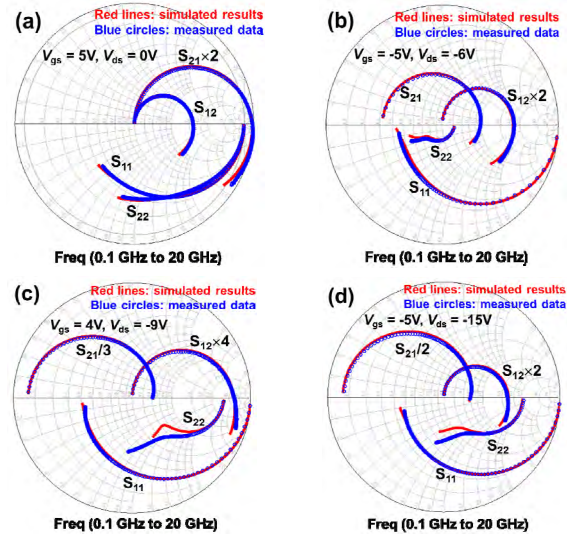 (a)
Red lines: simulated results
Blue circles: measured data
Vgs = 5V, Vds = 0V
S21×2
S12
S11
S22
Freq (0.1 GHz to 20 GHz)
(b)
Red lines: simulated results
Blue circles: measured data
Vgs = -5V, Vds = -6V
S21
S12×2
S22
S11
Freq (0.1 GHz to 20 GHz)
(c)
Red lines: simulated results
Blue circles: measured data
Vgs = 4V, Vds = -9V
S21/3
S12×4
S22
S11
Freq (0.1 GHz to 20 GHz)
(d)
Red lines: simulated results
Blue circles: measured data
Vgs = -5V, Vds = -15V
S21/2
S12×2
S22
S11
Freq (0.1 GHz to 20 GHz)